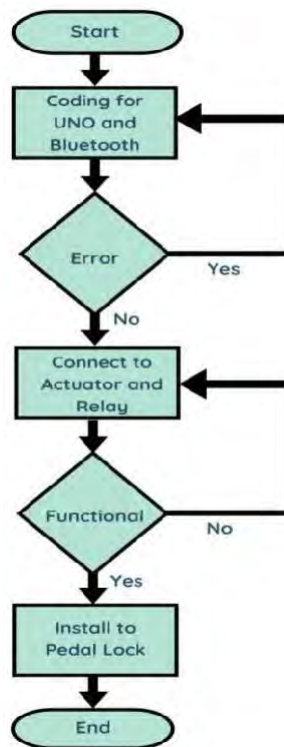 Start
Coding for
UNO and
Bluetooth
Error
Yes
No
Connect to
Actuator and
Relay
Functional
No
Yes
Install to
Pedal Lock
End